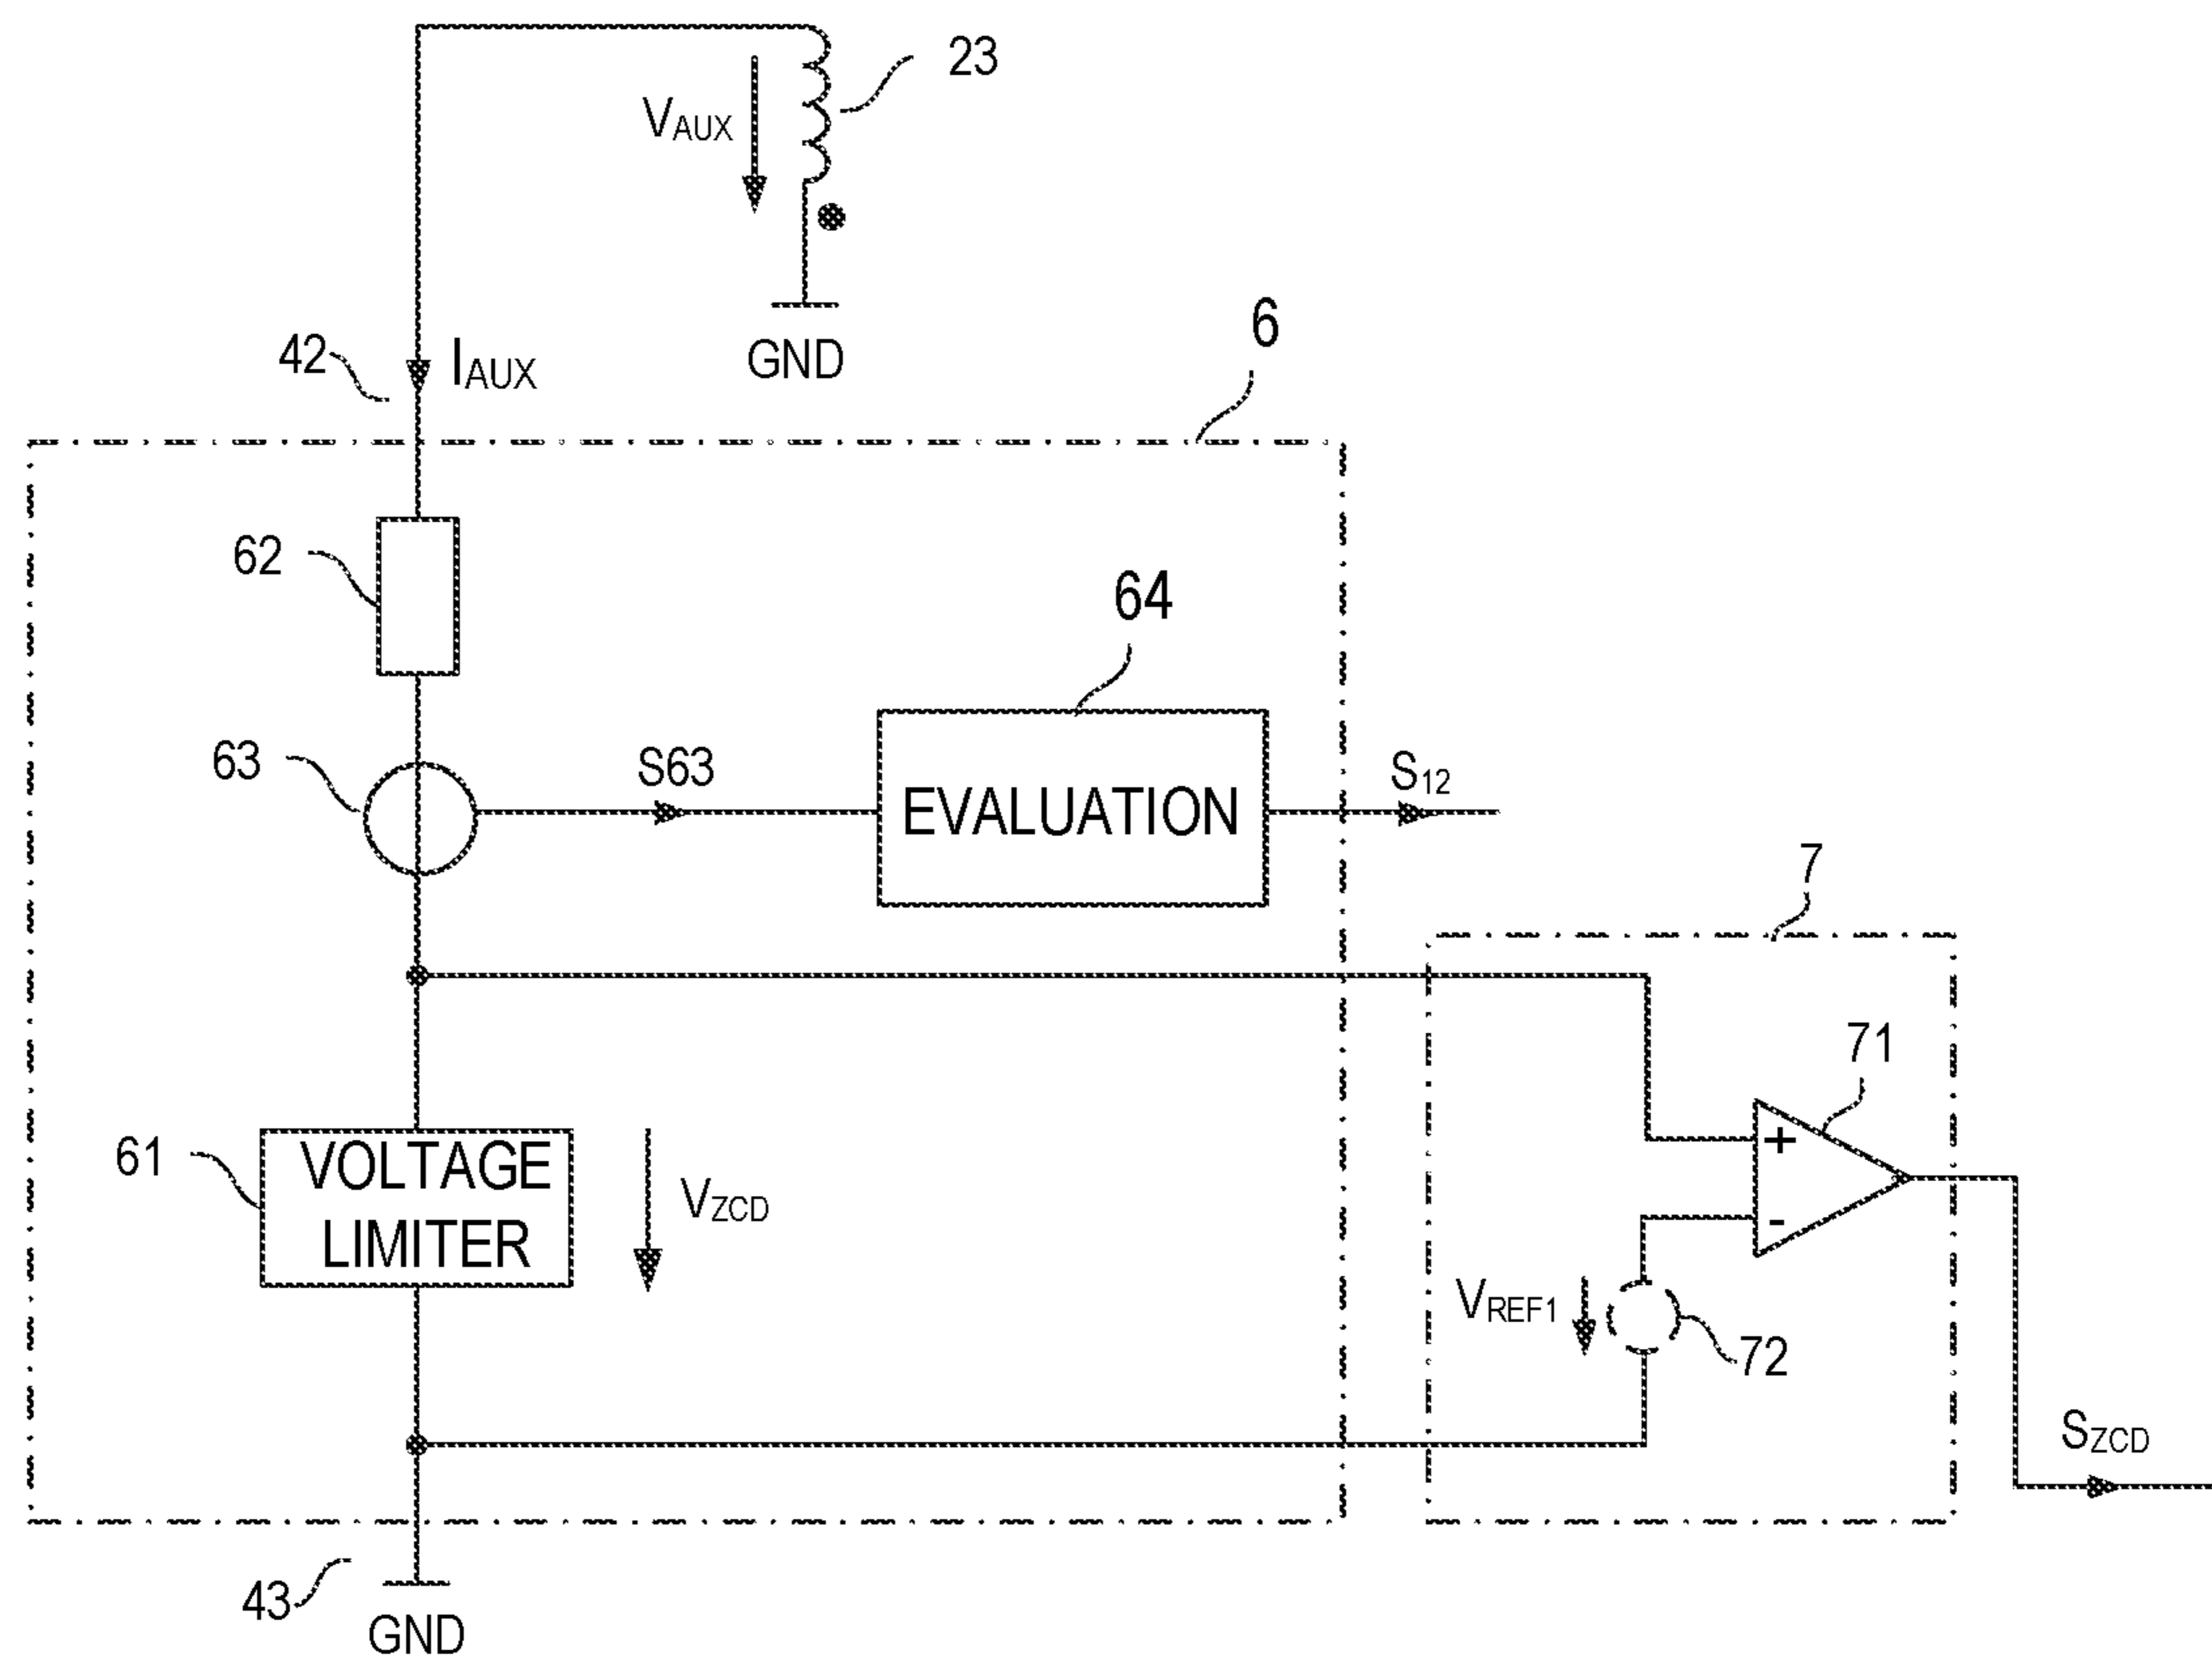 23
VAUX
GND
42
IAUX
6
62
64
63
S63
EVALUATION
S12
7
71
61
VOLTAGE
LIMITER
VZCD
+
-
VREF1
72
SZCD
43
GND